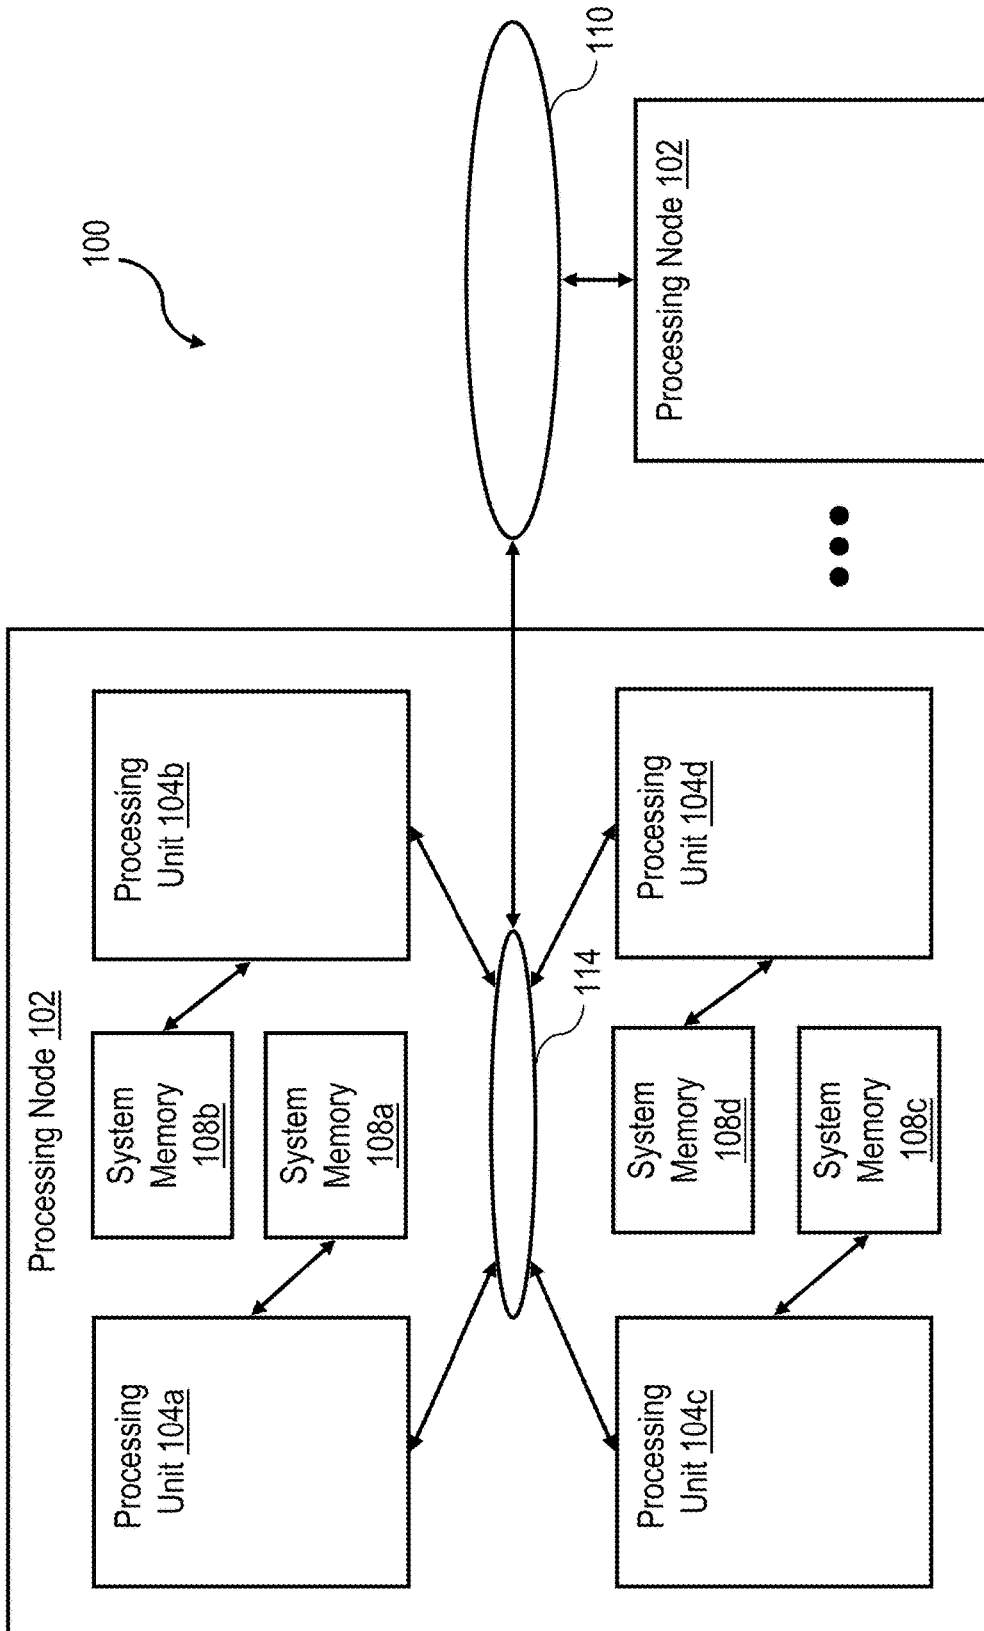 100
Processing Node 102
Processing
Unit 104a
System
Memory
108b
System
Memory
108a
Processing
Unit 104b
114
110
Processing
Unit 104c
System
Memory
108d
System
Memory
108c
Processing
Unit 104d
Processing Node 102